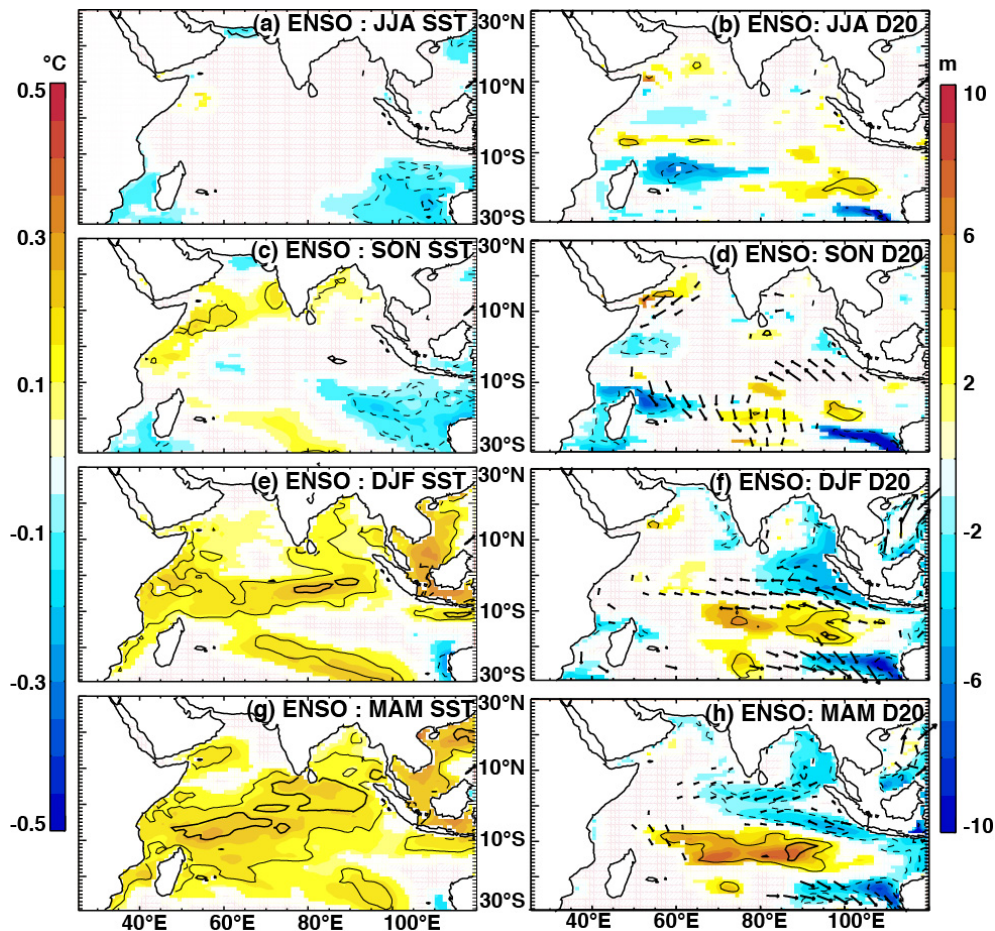 (a) ENSO : JJA SST
30°N
(b) ENSO: JJA D20
°C
m
0.5
10°N
10
10°S
0.3
30°S
6
(c) ENSO : SON SST
30°N
(d) ENSO: SON D20
10°N
0.1
2
10°S
30°S
(e) ENSO : DJF SST
30°N
(f) ENSO: DJF D20
-0.1
-2
10°N
10°S
-0.3
30°S
-6
(g) ENSO : MAM SST
30°N
(h) ENSO: MAM D20
10°N
-0.5
-10
10°S
30°S
40°E 60°E 80°E 100°E
40°E 60°E 80°E 100°E